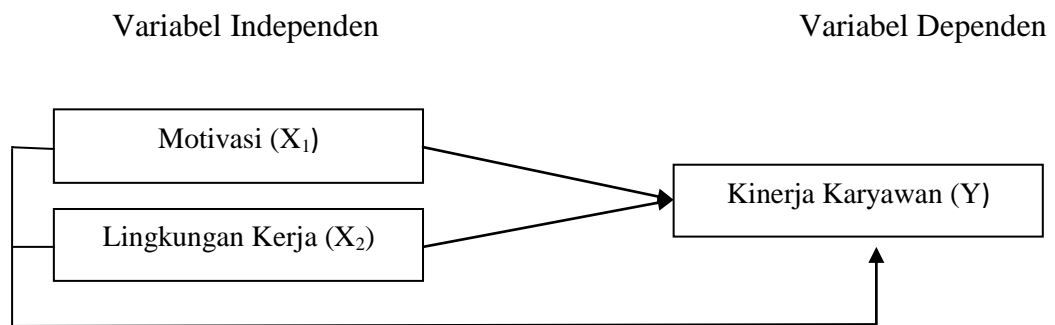 Variabel Independen Variabel Dependen
Motivasi (X₁)
Kinerja Karyawan (Y)
Lingkungan Kerja (X₂)